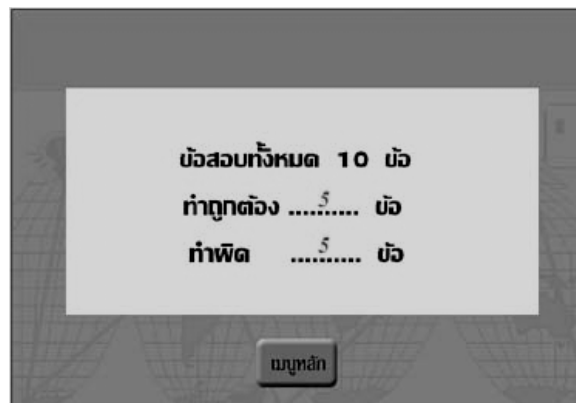 ข้อสอบทั้งหมด 10 ข้อ
ทำถูกต้อง ....5.... ข้อ
ทำผิด ....5.... ข้อ
เมนูหลัก